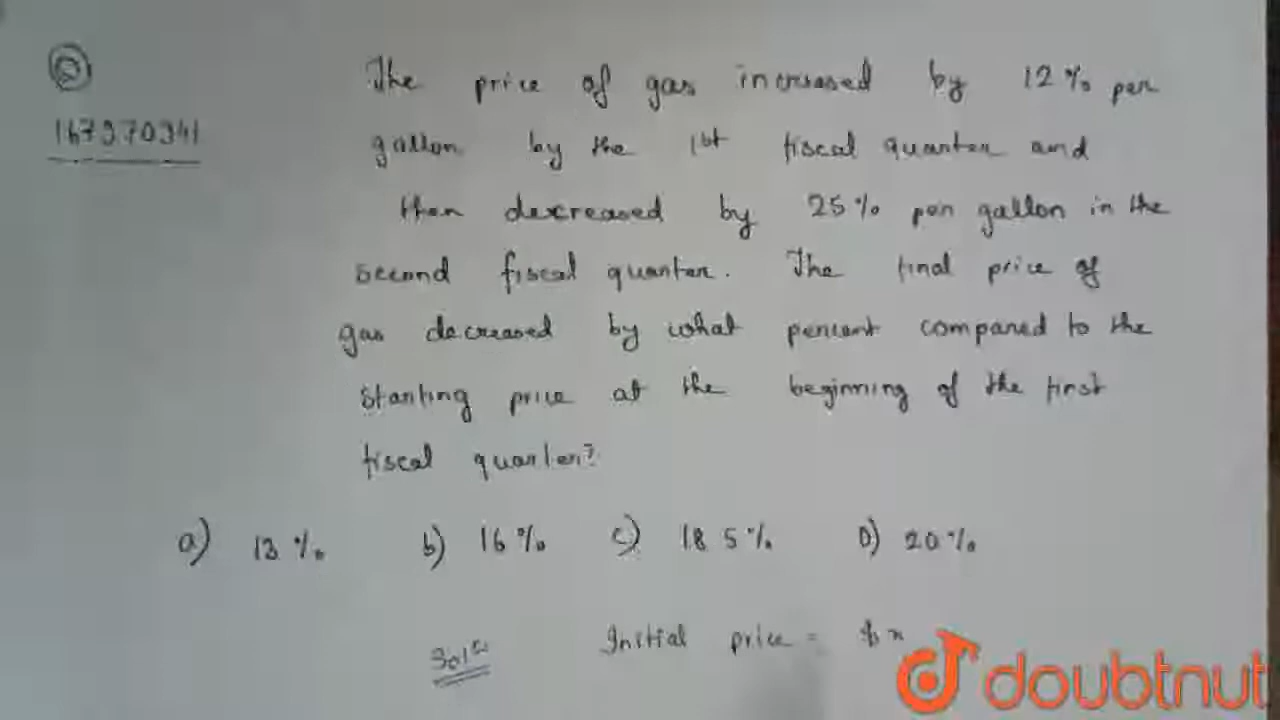 Q
167970941
The price of gas increased by 12% per
gallon by the 1st fiscal quarter and
then decreased by 25% per gallon in the
second fiscal quarter. The final price of
gas decreased by what percent compared to the
starting price at the beginning of the first
fiscal quarter?
a) 13% b) 16% c) 18 5% D) 20%
Soln Initial price = $x
doubtnut